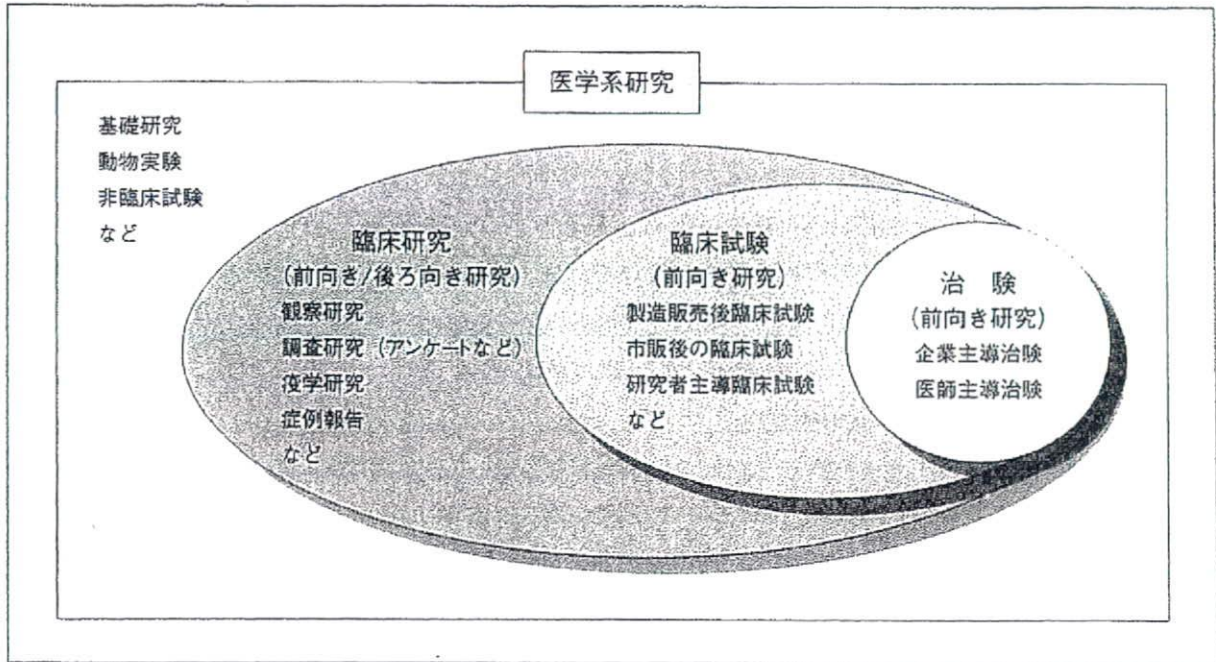 医学系研究
基礎研究
動物実験
非臨床試験
など
臨床研究
(前向き/後ろ向き研究)
観察研究
調査研究 (アンケートなど)
疫学研究
症例報告
など
臨床試験
(前向き研究)
製造販売後臨床試験
市販後の臨床試験
研究者主導臨床試験
など
治 験
(前向き研究)
企業主導治験
医師主導治験